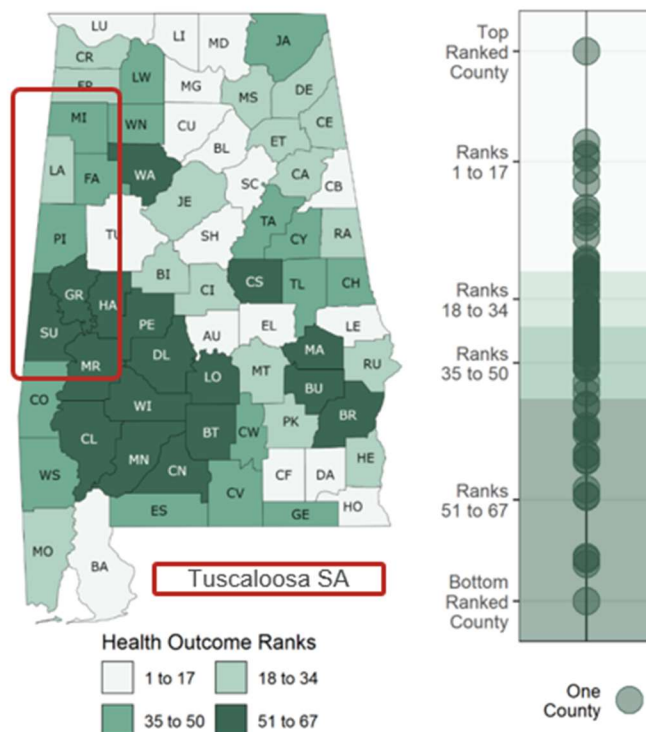 LU
LI
MD
JA
CR
LW
MG
MS
DE
FR
MI
WN
CU
BL
ET
CE
LA
FA
WA
JE
SC
CA
CB
PI
TU
SH
TA
CY
RA
GR
HA
BI
CI
CS
TL
CH
SU
PE
AU
EL
LE
MR
DL
LO
MT
MA
RU
CO
WI
BU
CL
BT
CW
PK
BR
WS
MN
CN
CV
CF
DA
HE
ES
GE
HO
MO
BA
Tuscaloosa SA
Health Outcome Ranks
1 to 17
18 to 34
35 to 50
51 to 67
Top
Ranked
County
Ranks
1 to 17
Ranks
18 to 34
Ranks
35 to 50
Ranks
51 to 67
Bottom
Ranked
County
One
County